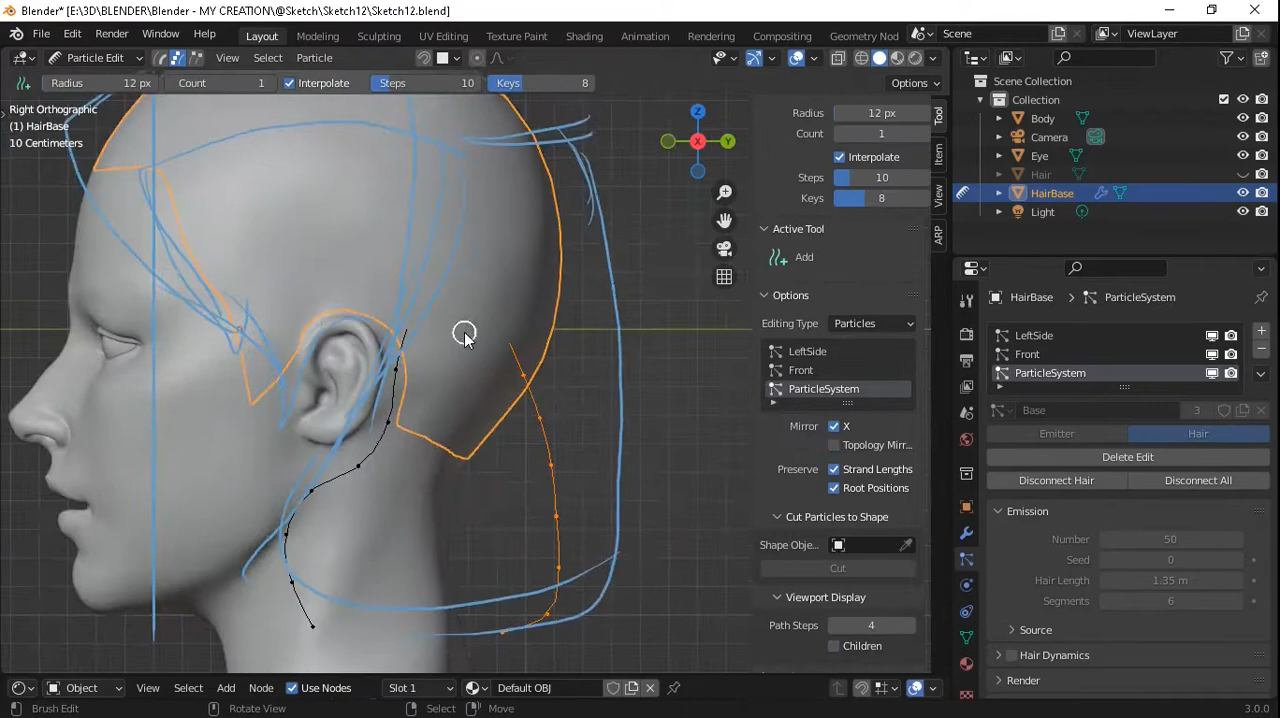 Blender* [E:\3D\BLENDER\Blender - MY CREATION\@Sketch\Sketch12\Sketch12.blend]
File Edit Render Window Help Layout Modeling Sculpting UV Editing Texture Paint Shading Animation Rendering Compositing Geometry Nod Scene ViewLayer
Particle Edit View Select Particle
Radius 12 px Count 1 Interpolate Steps 10 Keys 8 Options
Right Orthographic
(1) HairBase
10 Centimeters
Z
X
Y
Radius 12 px
Count 1
Interpolate
Steps 10
Keys 8
Active Tool
Add
Options
Editing Type Particles
LeftSide
Front
ParticleSystem
Mirror X
Topology Mirr...
Preserve Strand Lengths
Root Positions
Cut Particles to Shape
Shape Obje...
Cut
Viewport Display
Path Steps 4
Children
Tool
Item
View
ARP
Scene Collection
Collection
Body
Camera
Eye
Hair
HairBase
Light
HairBase ParticleSystem
LeftSide
Front
ParticleSystem
Base 3
Emitter Hair
Delete Edit
Disconnect Hair Disconnect All
Emission
Number 50
Seed 0
Hair Length 1.35 m
Segments 6
Source
Hair Dynamics
Render
Object View Select Add Node Use Nodes Slot 1 Default OBJ
Brush Edit Rotate View Select Move 3.0.0